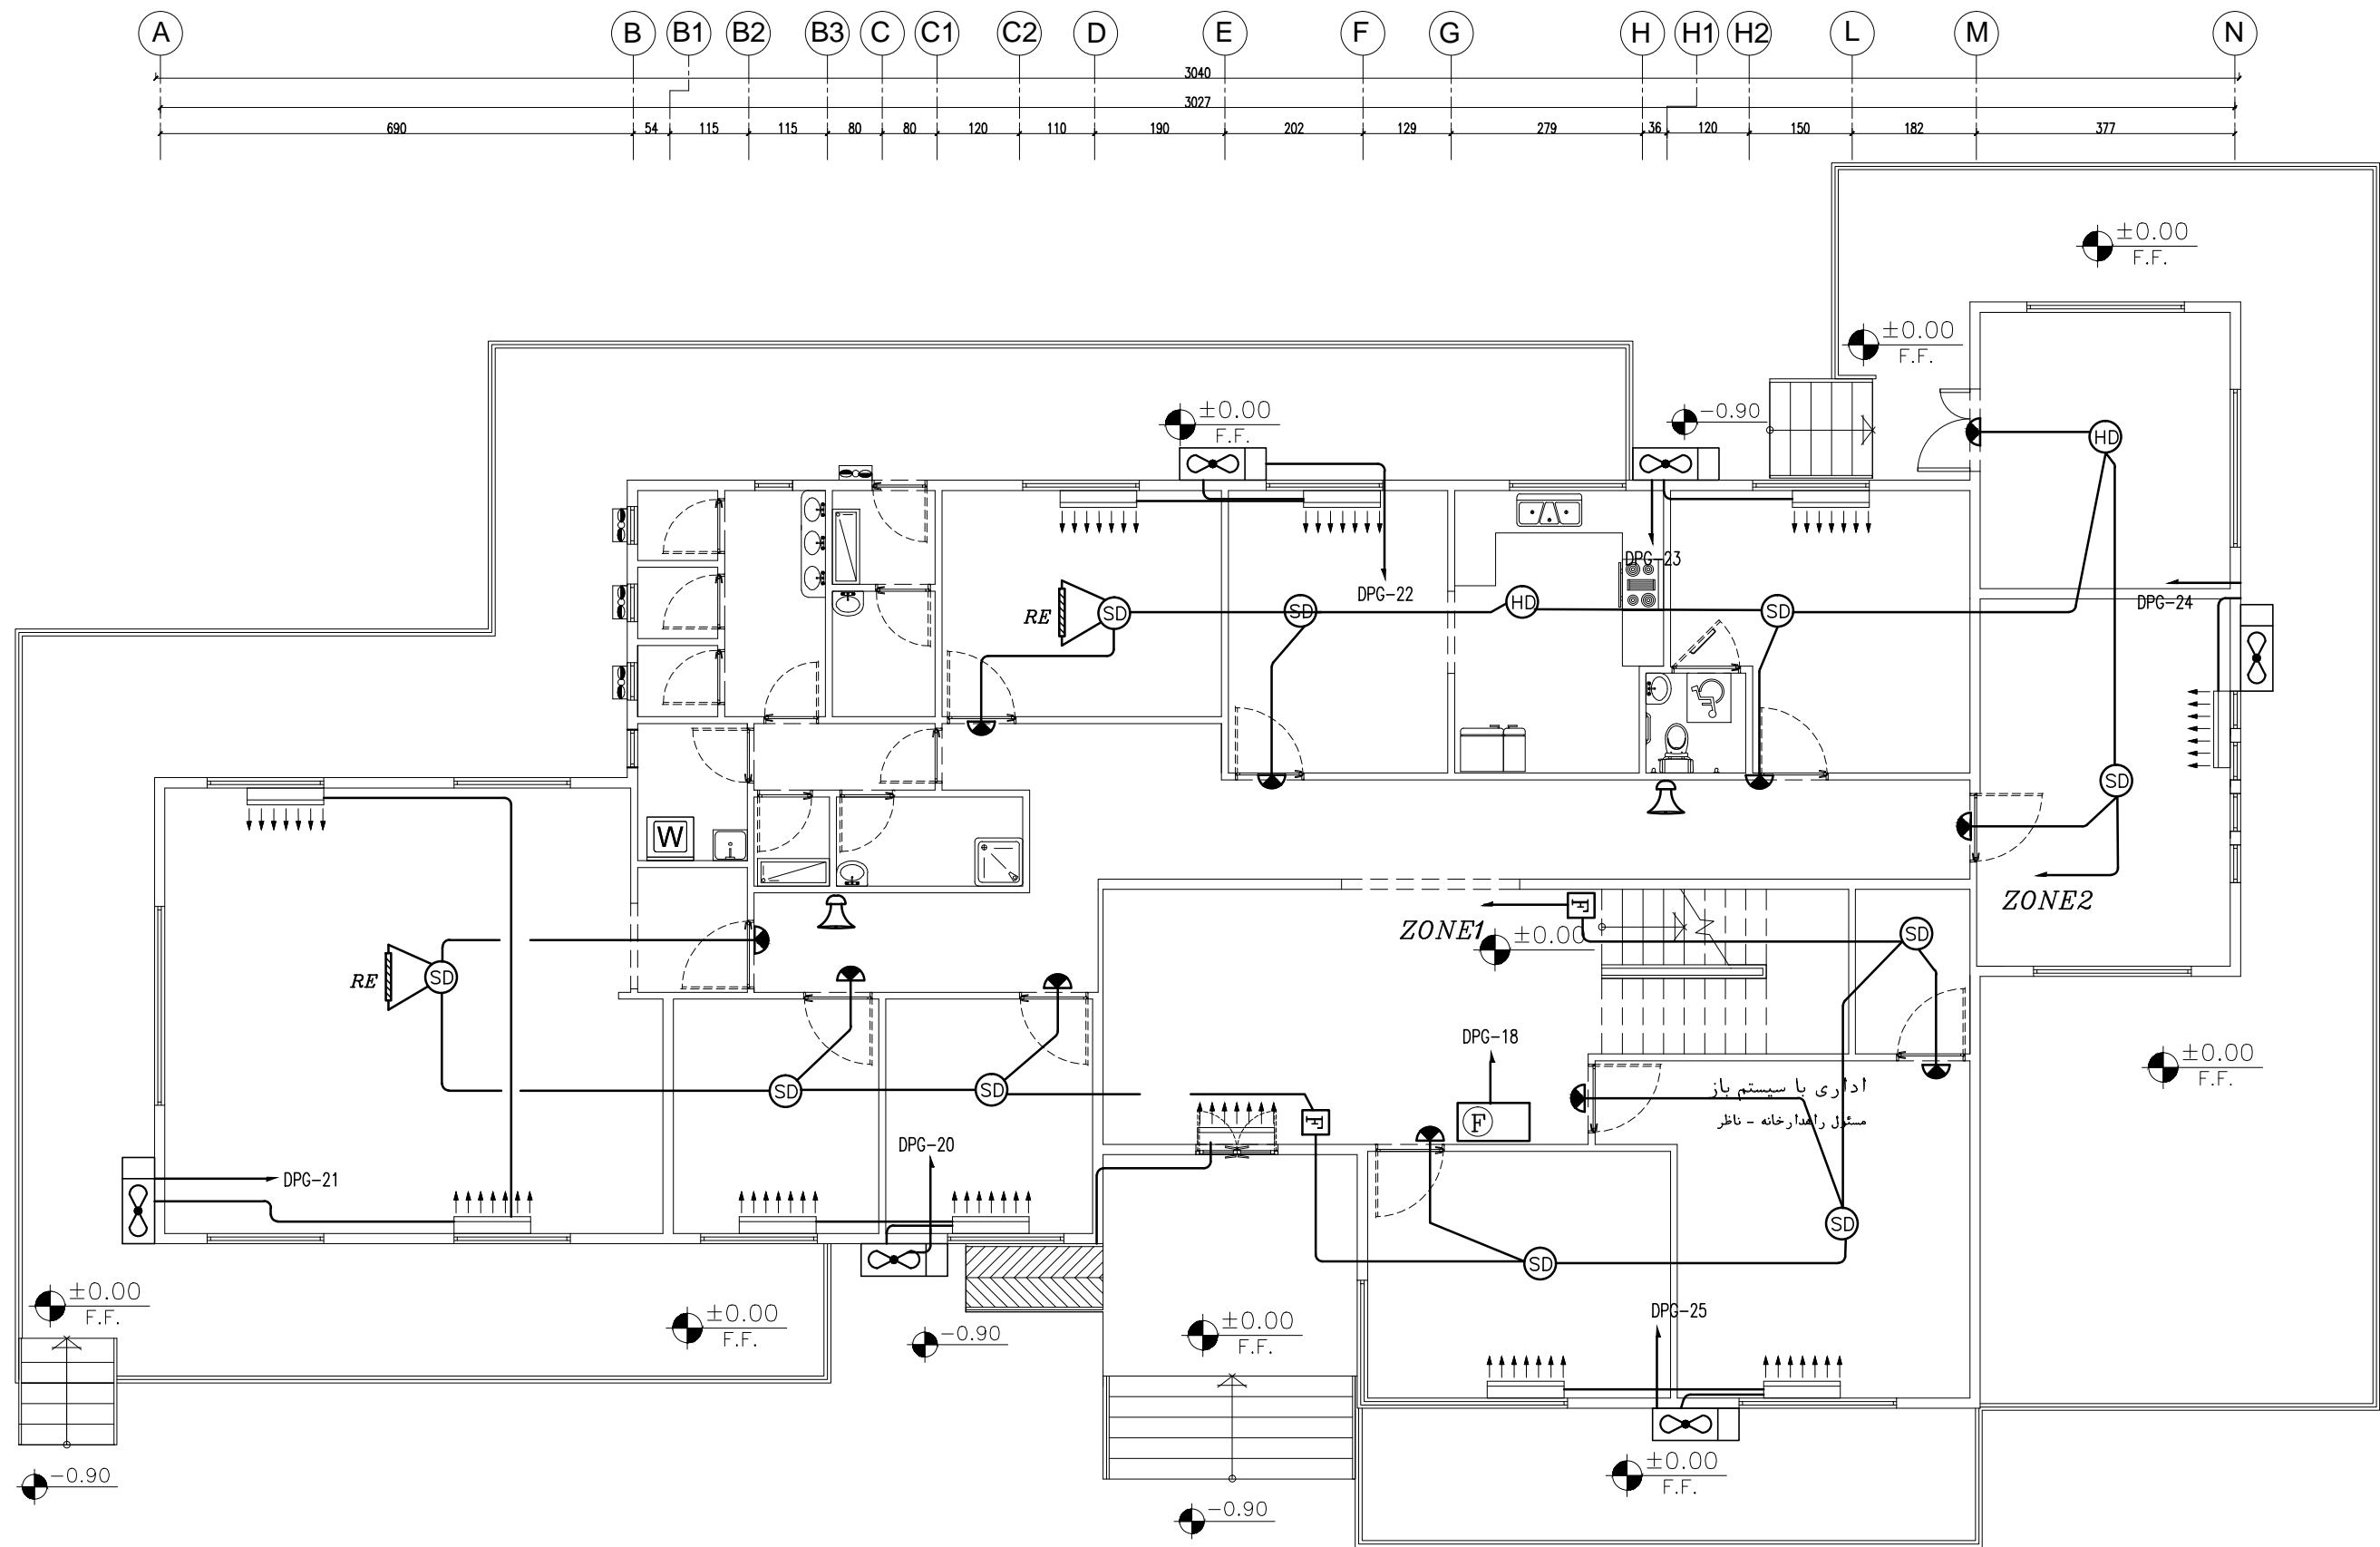 A B B1 B2 B3 C C1 C2 D E F G H H1 H2 L M N
3040
3027
690 54 115 115 80 80 120 110 190 202 129 279 36 120 150 182 377
±0.00
F.F.
±0.00
F.F.
±0.00
F.F.
-0.90
HD
DPG-23
DPG-22
DPG-24
RE
SD
SD
HD
SD
SD
W
ZONE2
F
ZONE1
±0.00
SD
RE
SD
DPG-18
±0.00
F.F.
SD
SD
اداری با سیستم باز
مسئول راهدارخانه - ناظر
F
F
DPG-20
DPG-21
SD
SD
±0.00
F.F.
±0.00
F.F.
-0.90
±0.00
F.F.
DPG-25
-0.90
±0.00
F.F.
-0.90